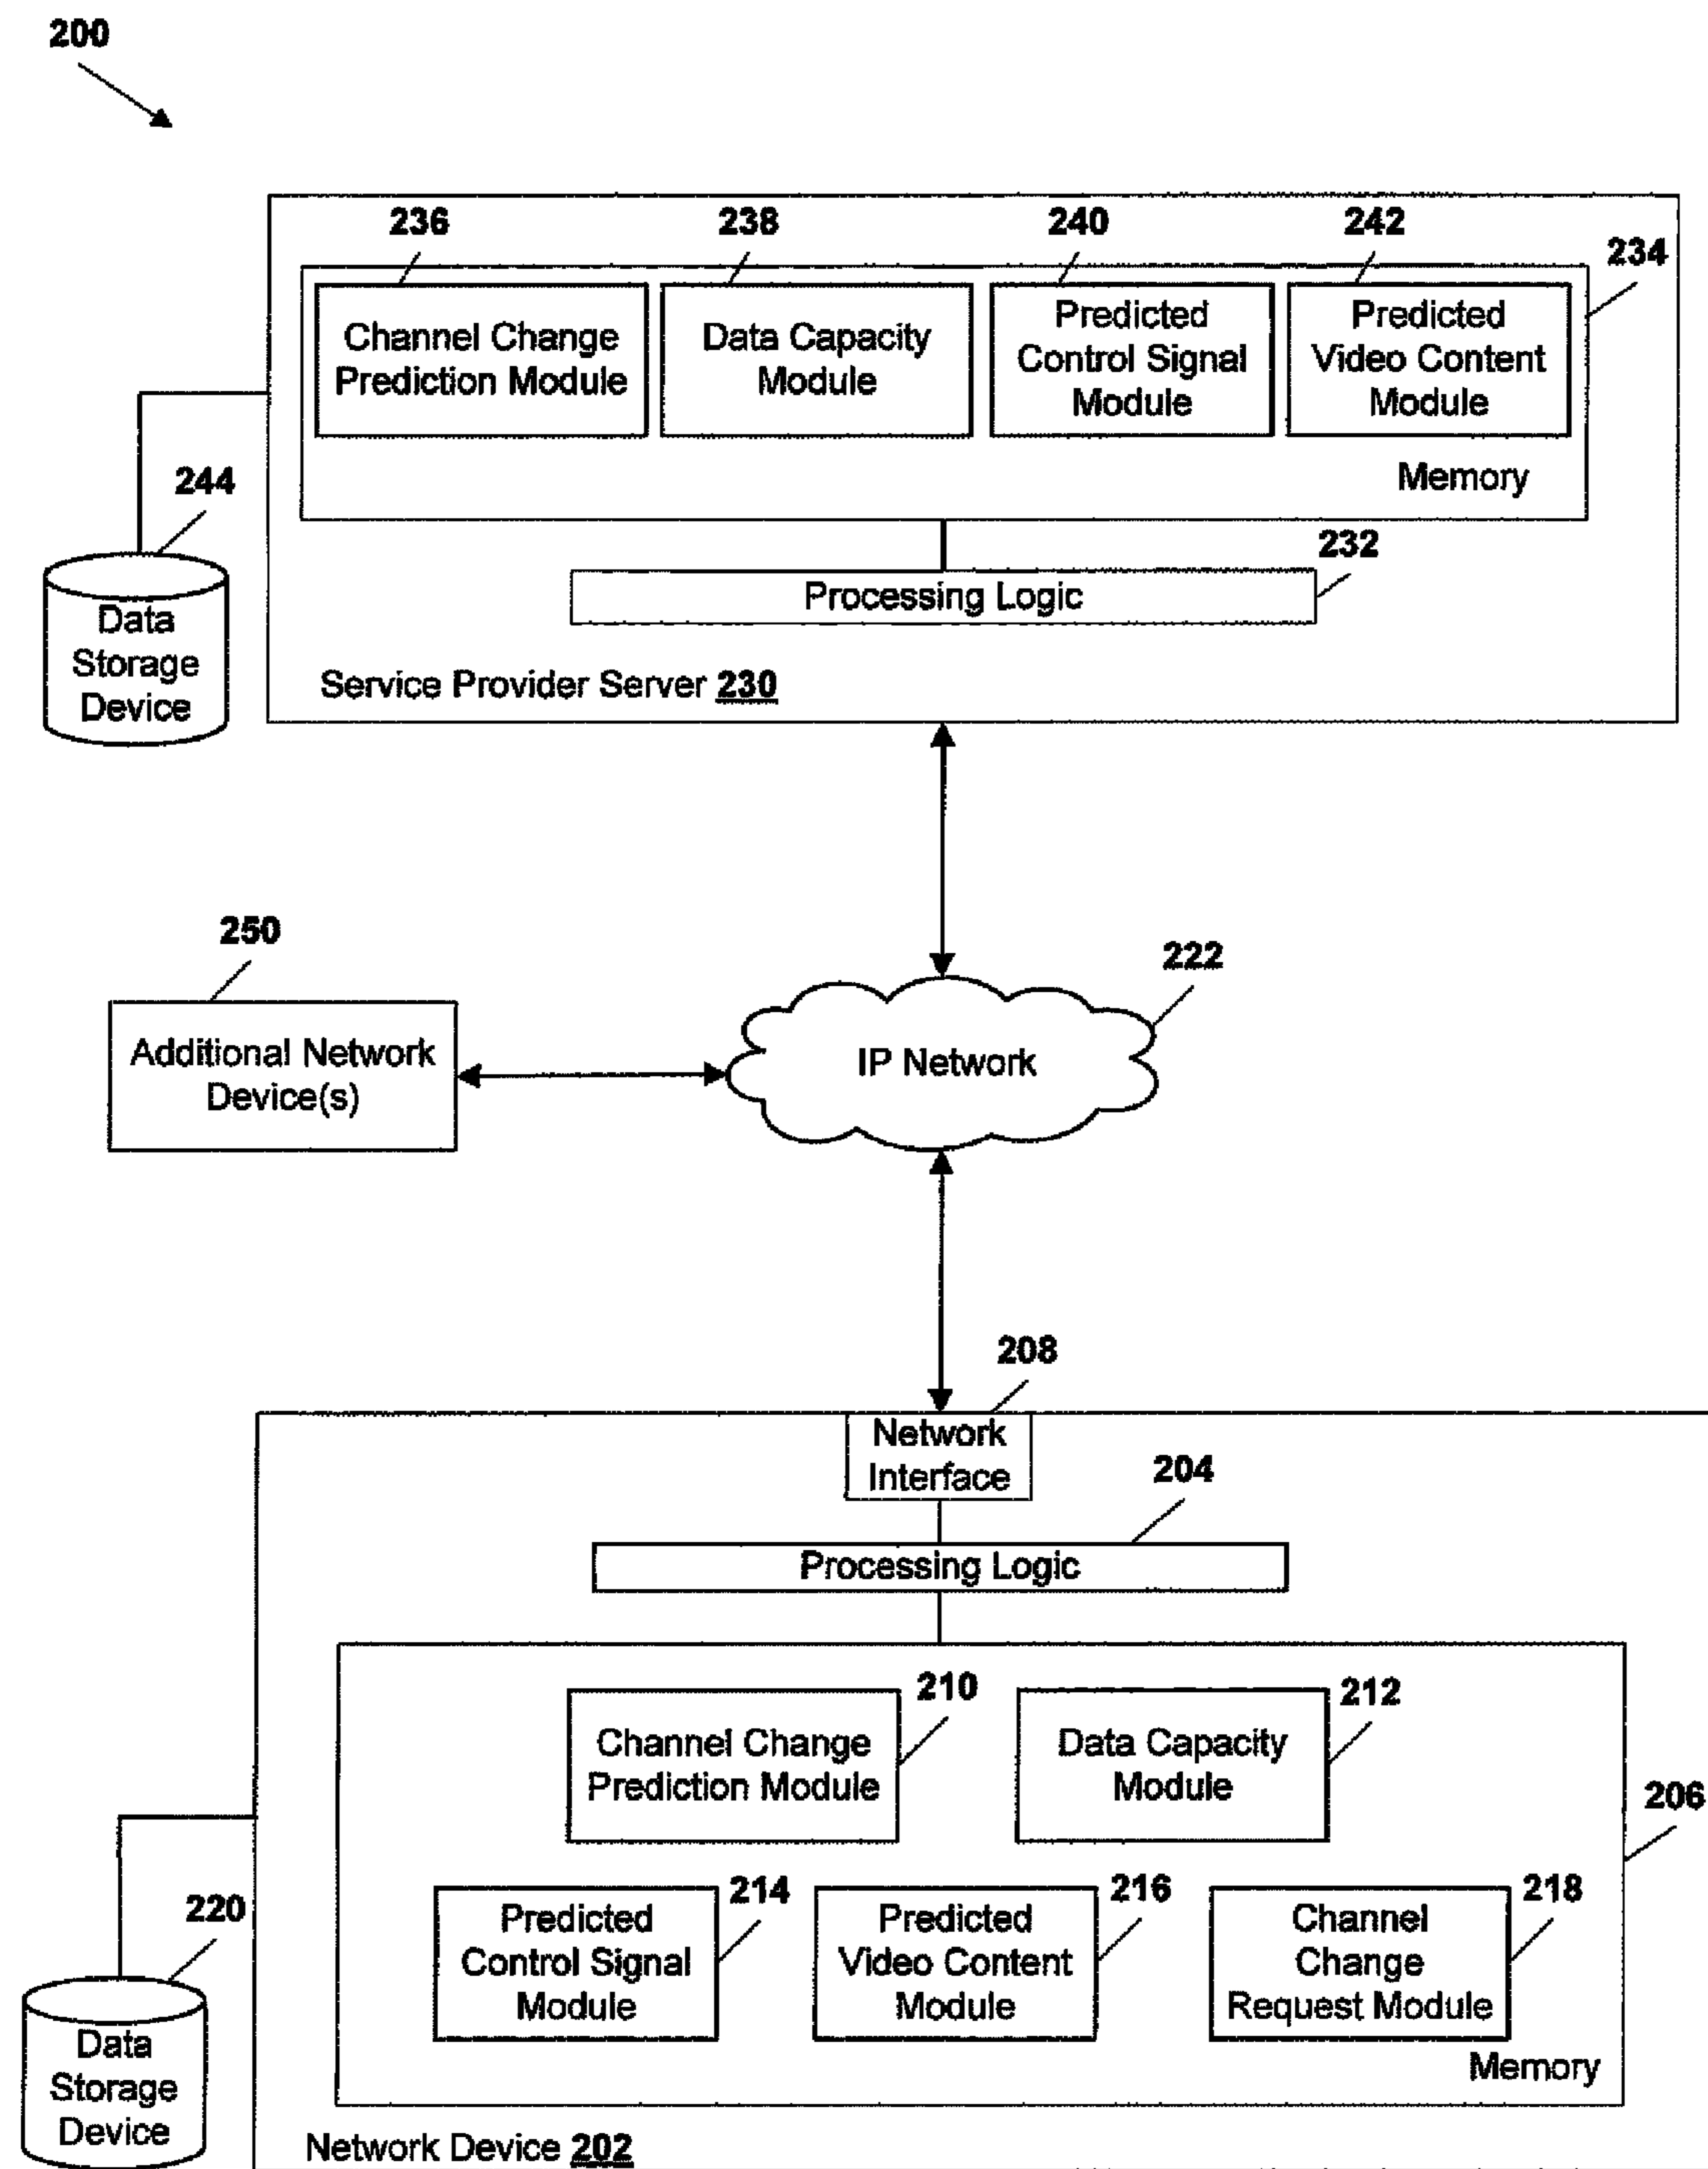 200
236
238
240
242
234
Channel Change
Prediction Module
Data Capacity
Module
Predicted
Control Signal
Module
Predicted
Video Content
Module
Memory
244
232
Data
Storage
Device
Processing Logic
Service Provider Server 230
250
222
Additional Network
Device(s)
IP Network
208
Network
Interface
204
Processing Logic
210
212
Channel Change
Prediction Module
Data Capacity
Module
206
214
216
218
220
Predicted
Control Signal
Module
Predicted
Video Content
Module
Channel
Change
Request Module
Data
Storage
Device
Memory
Network Device 202